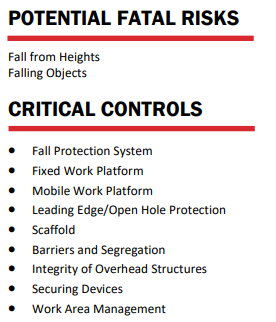 POTENTIAL FATAL RISKS
Fall from Heights
Falling Objects
CRITICAL CONTROLS
• Fall Protection System
• Fixed Work Platform
• Mobile Work Platform
• Leading Edge/Open Hole Protection
• Scaffold
• Barriers and Segregation
• Integrity of Overhead Structures
• Securing Devices
• Work Area Management